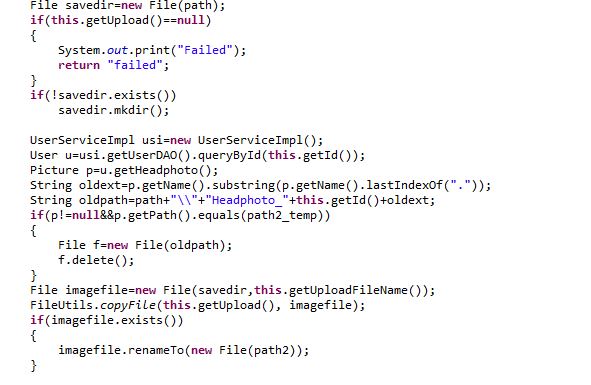 File savedir=new File(path);
if(this.getUpload()==null)
{
System.out.print("Failed");
return "failed";
}
if(!savedir.exists())
savedir.mkdir();
UserServiceImpl usi=new UserServiceImpl();
User u=usi.getUserDAO().queryById(this.getId());
Picture p=u.getHeadphoto();
String oldext=p.getName().substring(p.getName().lastIndexOf("."));
String oldpath=path+"\\"+"Headphoto_"+this.getId()+oldext;
if(p!=null&&p.getPath().equals(path2_temp))
{
File f=new File(oldpath);
f.delete();
}
File imagefile=new File(savedir,this.getUploadFileName());
FileUtils.copyFile(this.getUpload(), imagefile);
if(imagefile.exists())
{
imagefile.renameTo(new File(path2));
}